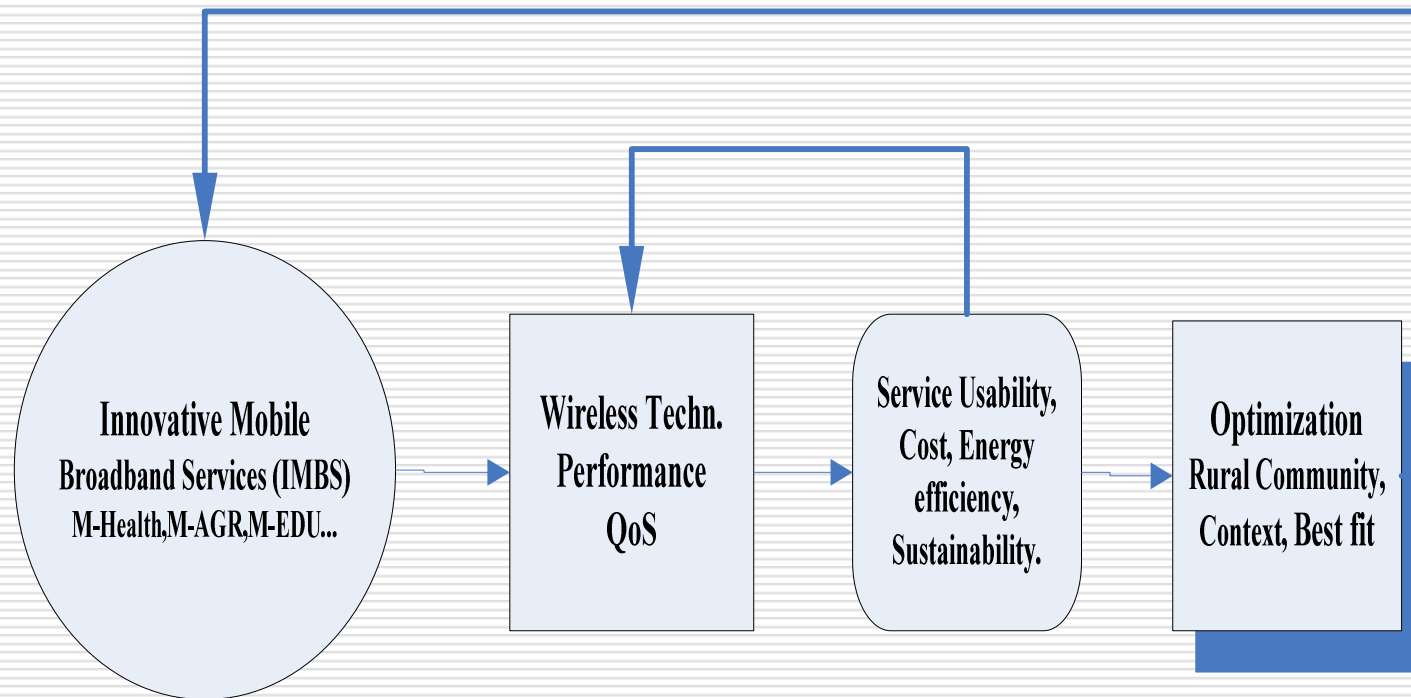 Innovative Mobile
Broadband Services (IMBS)
M-Health,M-AGR,M-EDU...
Wireless Techn.
Performance
QoS
Service Usability,
Cost, Energy
efficiency,
Sustainability.
Optimization
Rural Community,
Context, Best fit